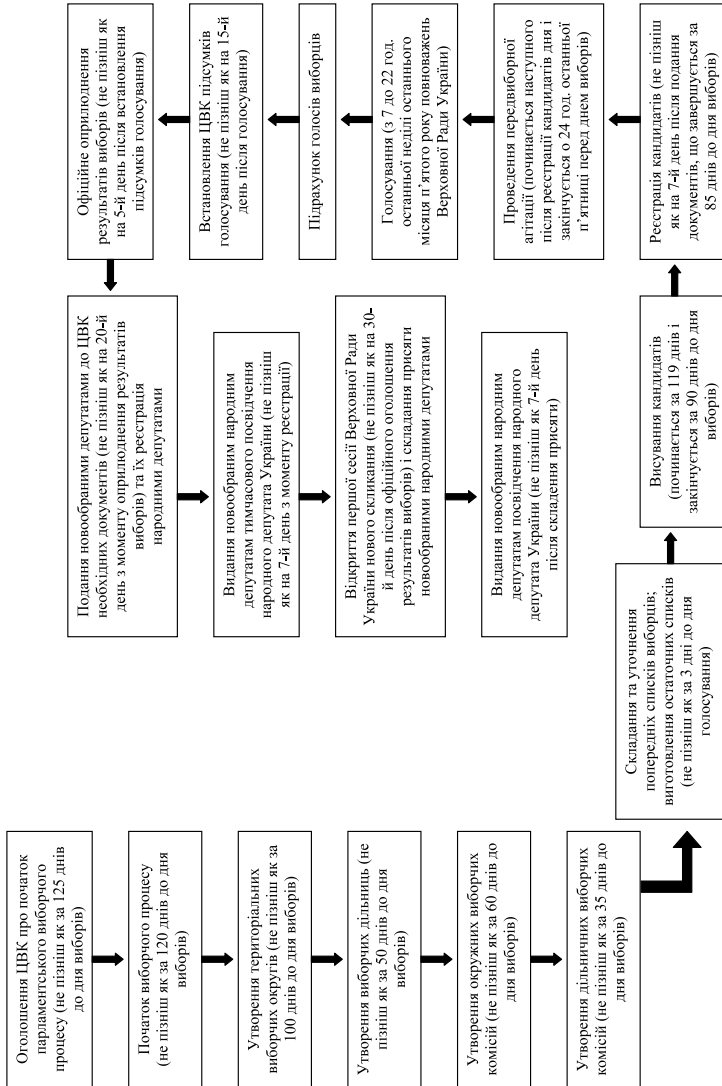 Оголошення ЦВК про початок
парламентського виборчого
процесу (не пізніш як за 125 днів
до дня виборів)
Початок виборчого процесу
(не пізніш як за 120 днів до дня
виборів)
Утворення територіальних
виборчих округів (не пізніш як за
100 днів до дня виборів)
Утворення виборчих дільниць (не
пізніш як за 50 днів до дня
виборів)
Утворення окружних виборчих
комісій (не пізніш як за 60 днів до
дня виборів)
Утворення дільничних виборчих
комісій (не пізніш як за 35 днів до
дня виборів)
Складання та уточнення
попередніх списків виборців;
виготовлення остаточних списків
(не пізніш як за 3 дні до дня
голосування)
Висування кандидатів
(починається за 119 днів і
закінчується за 90 днів до дня
виборів)
Реєстрація кандидатів (не пізніш
як на 7-й день після подання
документів, що завершується за
85 днів до дня виборів)
Проведення передвиборної
агітації (починається наступного
після реєстрації кандидатів дня і
закінчується о 24 год. останньої
п’ятниці перед днем виборів)
Голосування (з 7 до 22 год.
останньої неділі останнього
місяця п’ятого року повноважень
Верховної Ради України)
Підрахунок голосів виборців
Встановлення ЦВК підсумків
голосування (не пізніш як на 15-й
день після голосування)
Офіційне оприлюднення
результатів виборів (не пізніш як
на 5-й день після встановлення
підсумків голосування)
Подання новообраними депутатами до ЦВК
необхідних документів (не пізніш як на 20-й
день з моменту оприлюднення результатів
виборів) та їх реєстрація
народними депутатами
Видання новообраним народним
депутатам тимчасового посвідчення
народного депутата України (не пізніш
як на 7-й день з моменту реєстрації)
Відкриття першої сесії Верховної Ради
України нового скликання (не пізніш як на 30-
й день після офіційного оголошення
результатів виборів) і складання присяги
новообраними народними депутатами
Видання новообраним народним
депутатам посвідчення народного
депутата України (не пізніш як 7-й день
після складення присяги)